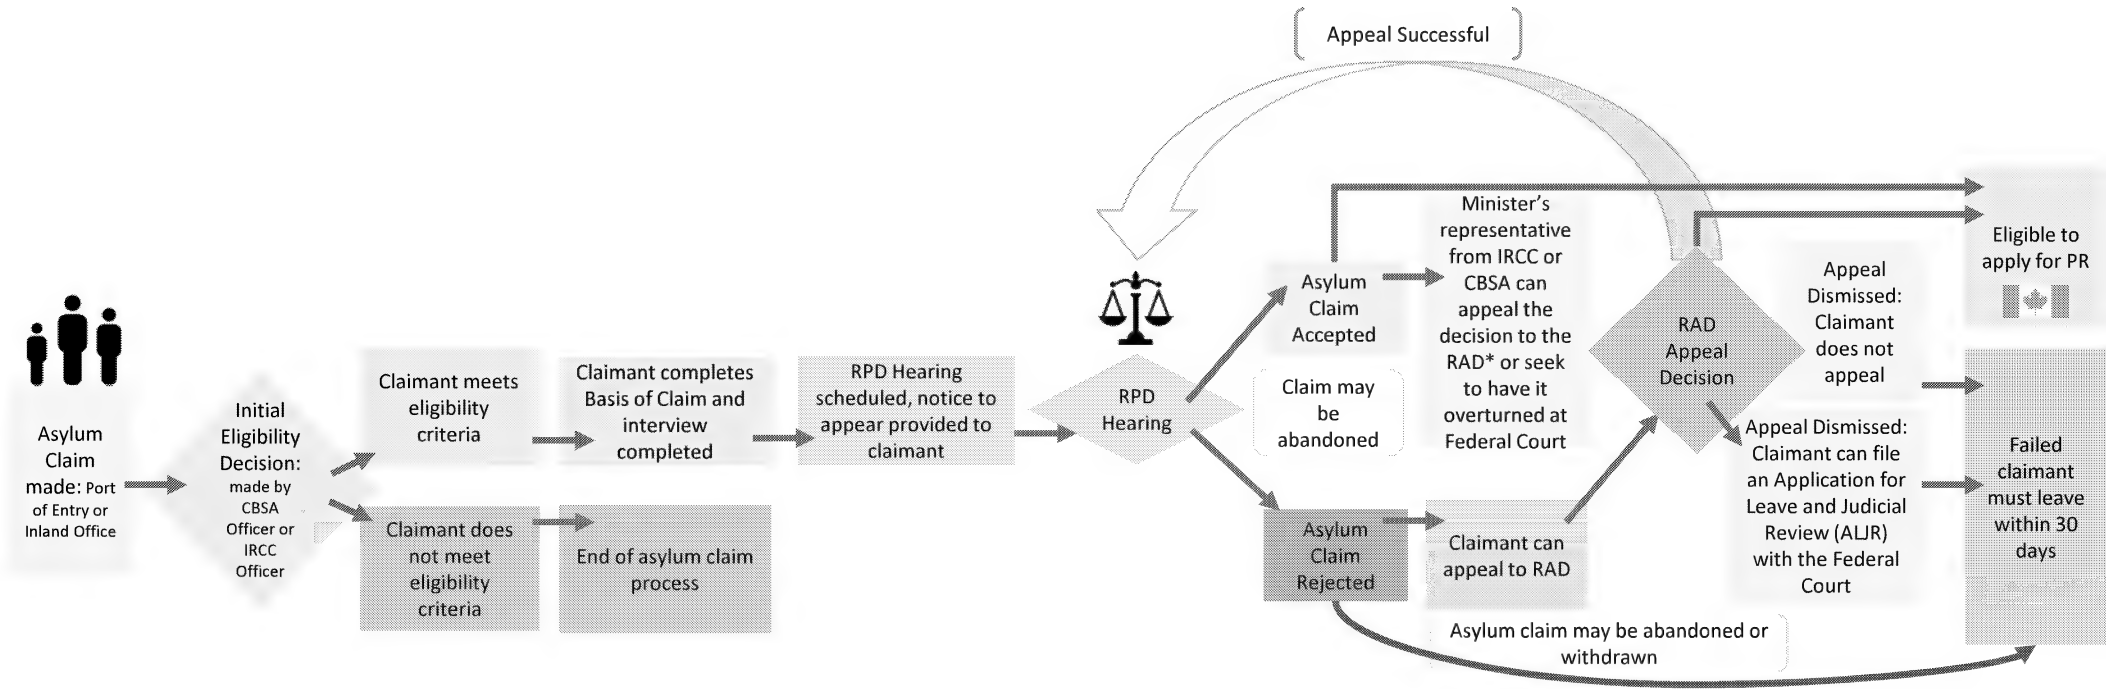 Appeal Successful
Asylum
Claim
made: Port
of Entry or
Inland Office
Initial
Eligibility
Decision:
made by
CBSA
Officer or
IRCC
Officer
Claimant meets
eligibility
criteria
Claimant does
not meet
eligibility
criteria
Claimant completes
Basis of Claim and
interview
completed
End of asylum claim
process
RPD Hearing
scheduled, notice to
appear provided to
claimant
RPD
Hearing
Asylum
Claim
Accepted
Claim may
be
abandoned
Asylum
Claim
Rejected
Minister's
representative
from IRCC or
CBSA can
appeal the
decision to the
RAD* or seek
to have it
overturned at
Federal Court
Claimant can
appeal to RAD
Asylum claim may be abandoned or
withdrawn
RAD
Appeal
Decision
Appeal
Dismissed:
Claimant
does not
appeal
Appeal Dismissed:
Claimant can file
an Application for
Leave and Judicial
Review (ALJR)
with the Federal
Court
Eligible to
apply for PR
Failed
claimant
must leave
within 30
days